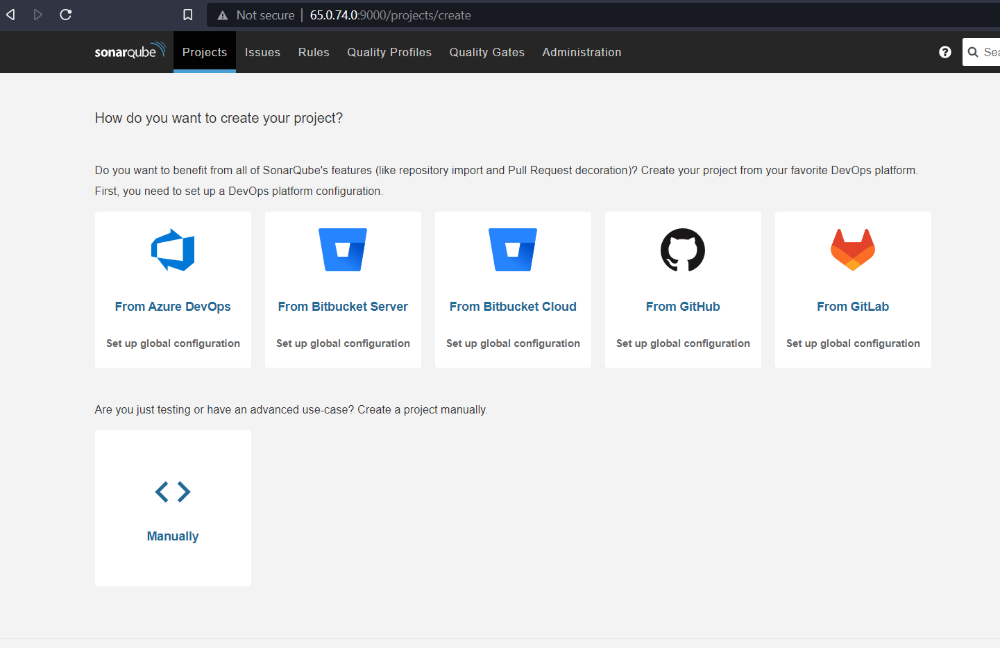 Not secure | 65.0.74.0:9000/projects/create
sonarqube Projects Issues Rules Quality Profiles Quality Gates Administration ? Sea
How do you want to create your project?
Do you want to benefit from all of SonarQube's features (like repository import and Pull Request decoration)? Create your project from your favorite DevOps platform.
First, you need to set up a DevOps platform configuration.
From Azure DevOps From Bitbucket Server From Bitbucket Cloud From GitHub From GitLab
Set up global configuration Set up global configuration Set up global configuration Set up global configuration Set up global configuration
Are you just testing or have an advanced use-case? Create a project manually.
Manually